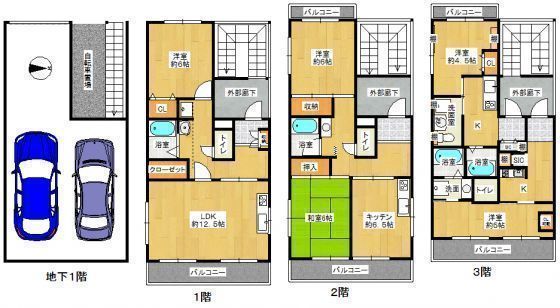 自転車置場
地下1階
洋室
約6帖
外部廊下
CL
浴室
トイレ
クローゼット
LDK
約12.5帖
バルコニー
1階
バルコニー
洋室
約6帖
外部廊下
収納
浴室
トイレ
押入
和室6帖
キッチン
約6.5帖
バルコニー
2階
バルコニー
洋室
約4.5帖
棚
棚
CL
外部廊下
棚
洗面室
K
浴室
浴室
SIC
洗面
トイレ
K
洋室
約5帖
バルコニー
3階